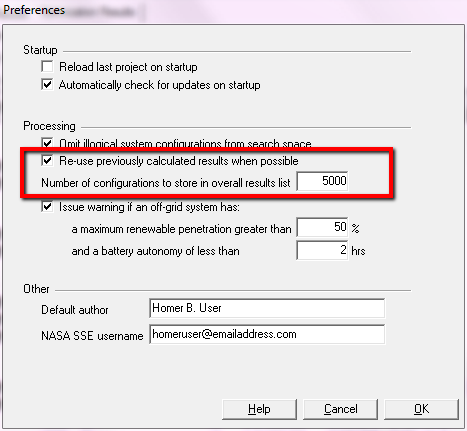 Preferences
Startup
Reload last project on startup
Automatically check for updates on startup
Processing
Omit illogical system configurations from search space
Re-use previously calculated results when possible
Number of configurations to store in overall results list 5000
Issue warning if an off-grid system has:
a maximum renewable penetration greater than 50 %
and a battery autonomy of less than 2 hrs
Other
Default author Homer B. User
NASA SSE username homeruser@emailaddress.com
Help Cancel OK